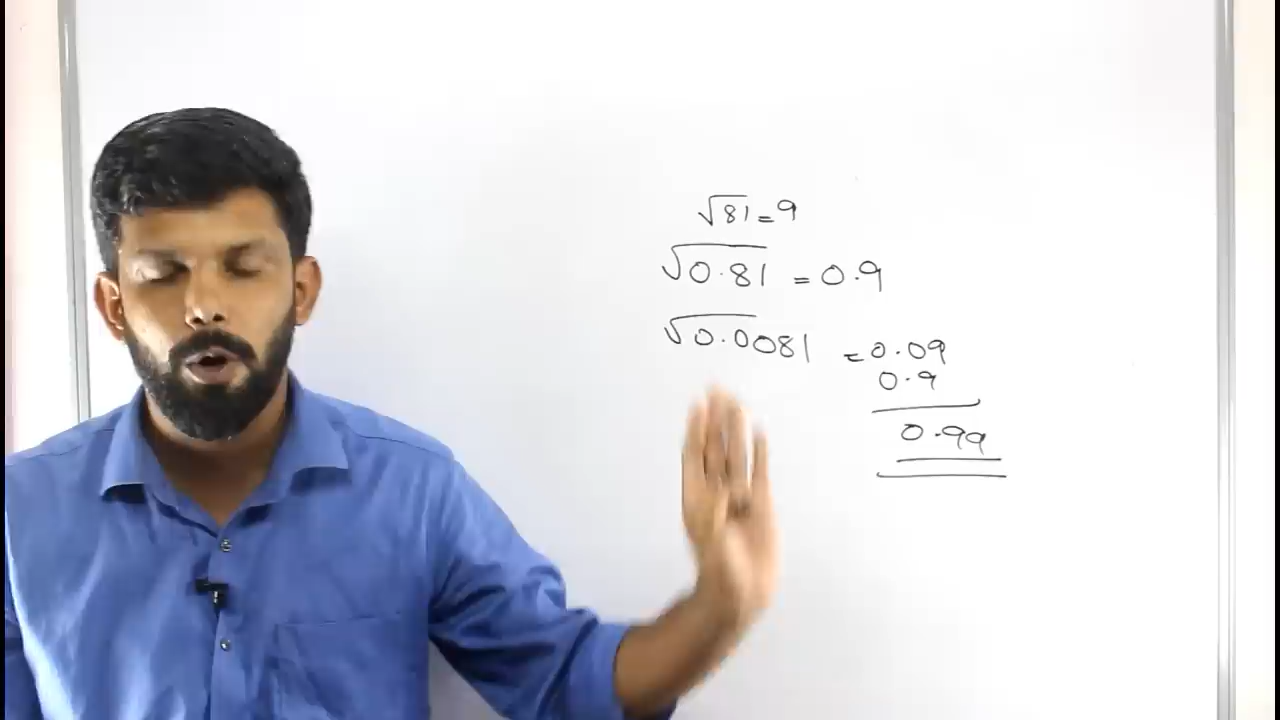 √81 = 9
√0.81 = 0.9
√0.0081 = 0.09
0.9
0.99